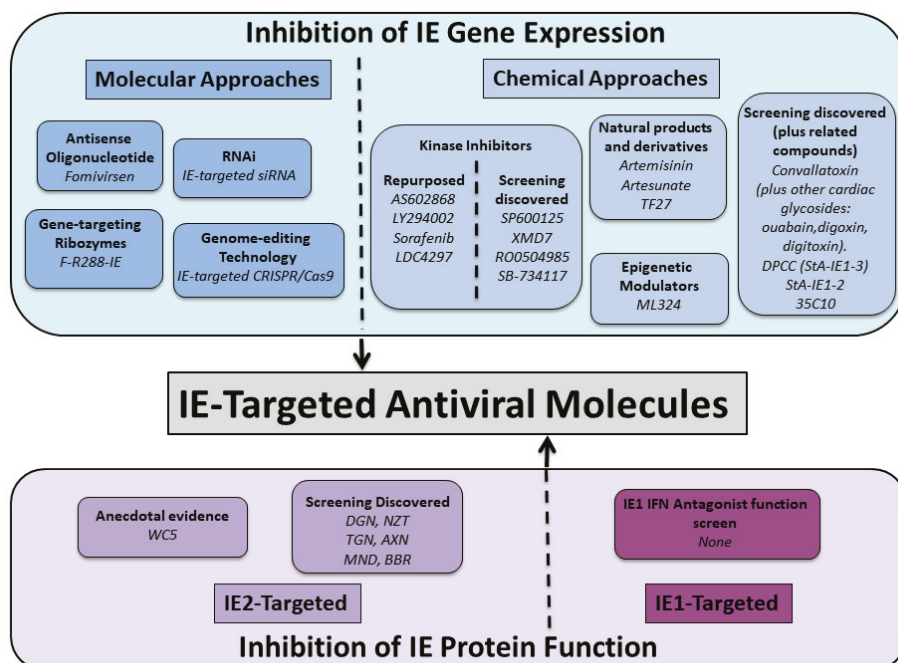 Inhibition of IE Gene Expression
Molecular Approaches
Antisense
Oligonucleotide
Fomivirsen
RNAi
IE-targeted siRNA
Gene-targeting
Ribozymes
F-R288-IE
Genome-editing
Technology
IE-targeted CRISPR/Cas9
Chemical Approaches
Kinase Inhibitors
Repurposed
AS602868
LY294002
Sorafenib
LDC4297
Screening
discovered
SP600125
XMD7
RO0504985
SB-734117
Natural products
and derivatives
Artemisinin
Artesunate
TF27
Epigenetic
Modulators
ML324
Screening discovered
(plus related
compounds)
Convallatoxin
(plus other cardiac
glycosides:
ouabain,digoxin,
digitoxin).
DPCC (StA-IE1-3)
StA-IE1-2
35C10
IE-Targeted Antiviral Molecules
Anecdotal evidence
WC5
Screening Discovered
DGN, NZT
TGN, AXN
MND, BBR
IE2-Targeted
IE1 IFN Antagonist function
screen
None
IE1-Targeted
Inhibition of IE Protein Function